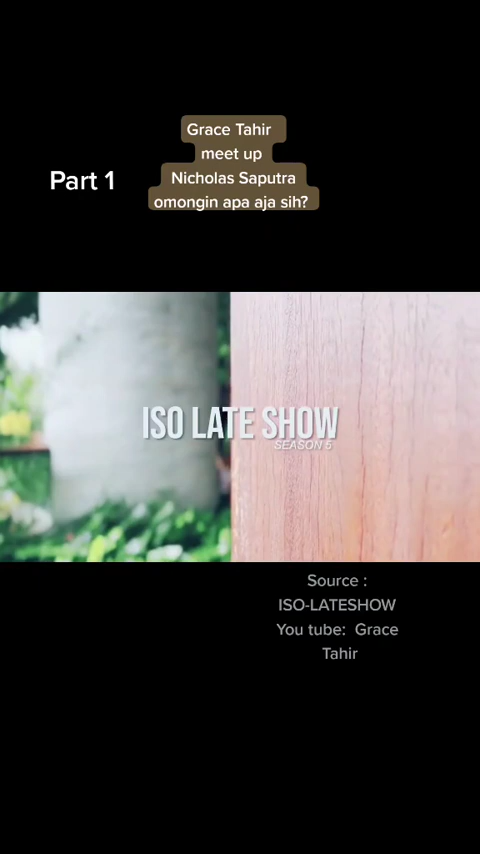 Grace Tahir
meet up
Part 1
Nicholas Saputra
omongin apa aja sih?
ISO LATE SHOW
SEASON 5
Source :
ISO-LATESHOW
You tube: Grace
Tahir